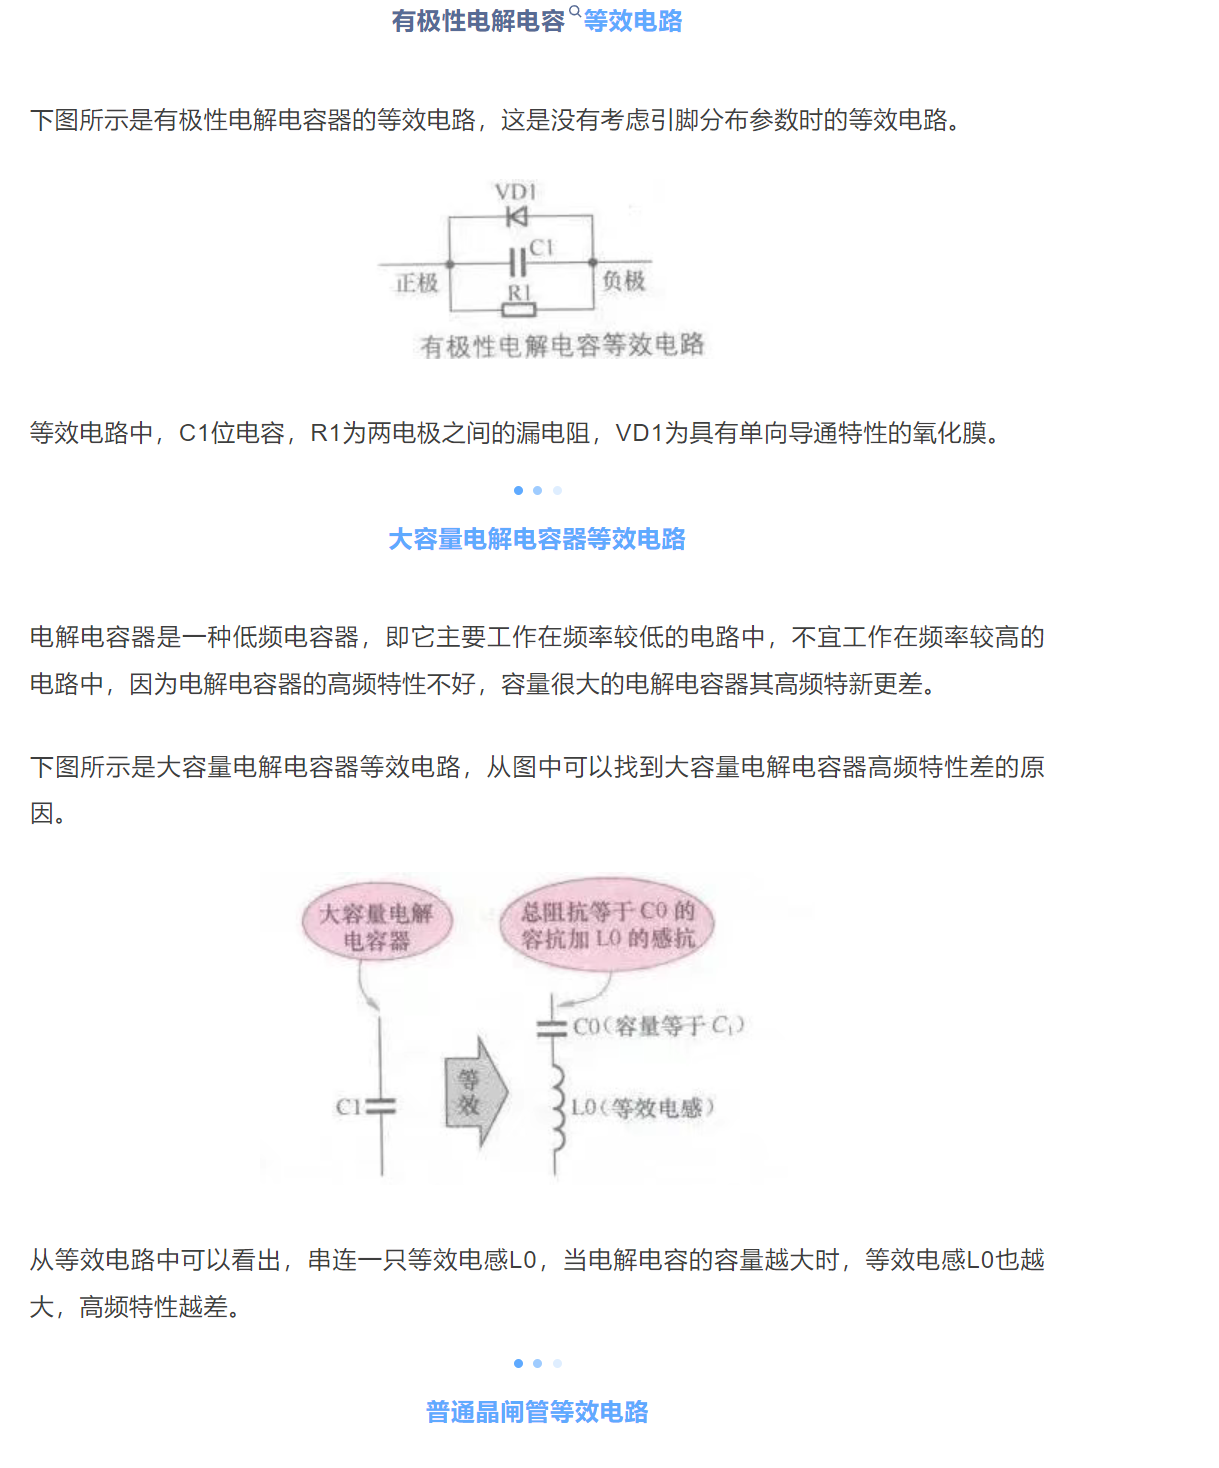 有极性电解电容等效电路
下图所示是有极性电解电容器的等效电路，这是没有考虑引脚分布参数时的等效电路。
VD1
C1
正极
负极
R1
有极性电解电容等效电路
等效电路中，C1位电容，R1为两电极之间的漏电阻，VD1为具有单向导通特性的氧化膜。
大容量电解电容器等效电路
电解电容器是一种低频电容器，即它主要工作在频率较低的电路中，不宜工作在频率较高的
电路中，因为电解电容器的高频特性不好，容量很大的电解电容器其高频特新更差。
下图所示是大容量电解电容器等效电路，从图中可以找到大容量电解电容器高频特性差的原
因。
大容量电解
电容器
总阻抗等于 C0 的
容抗加 L0 的感抗
C0（容量等于 C₁）
等
效
C1
L0（等效电感）
从等效电路中可以看出，串连一只等效电感L0，当电解电容的容量越大时，等效电感L0也越
大，高频特性越差。
普通晶闸管等效电路